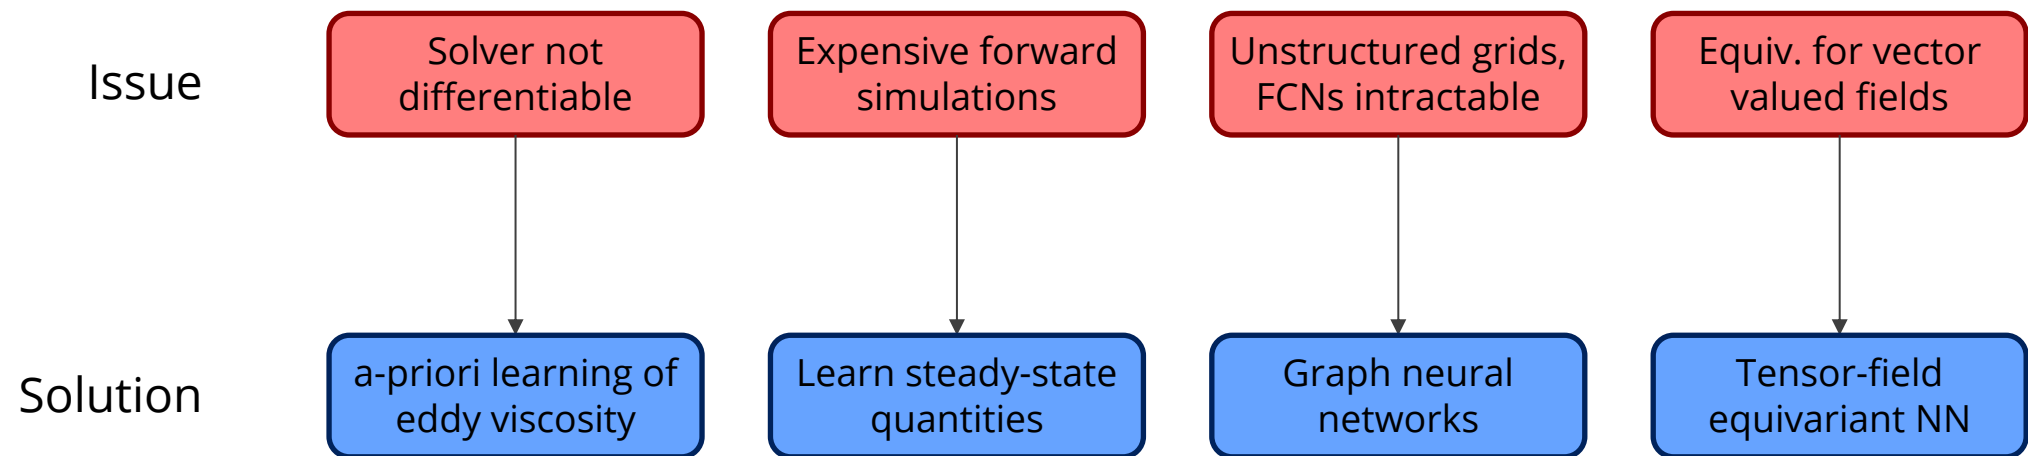 Issue
Solver not
differentiable
Expensive forward
simulations
Unstructured grids,
FCNs intractable
Equiv. for vector
valued fields
Solution
a-priori learning of
eddy viscosity
Learn steady-state
quantities
Graph neural
networks
Tensor-field
equivariant NN